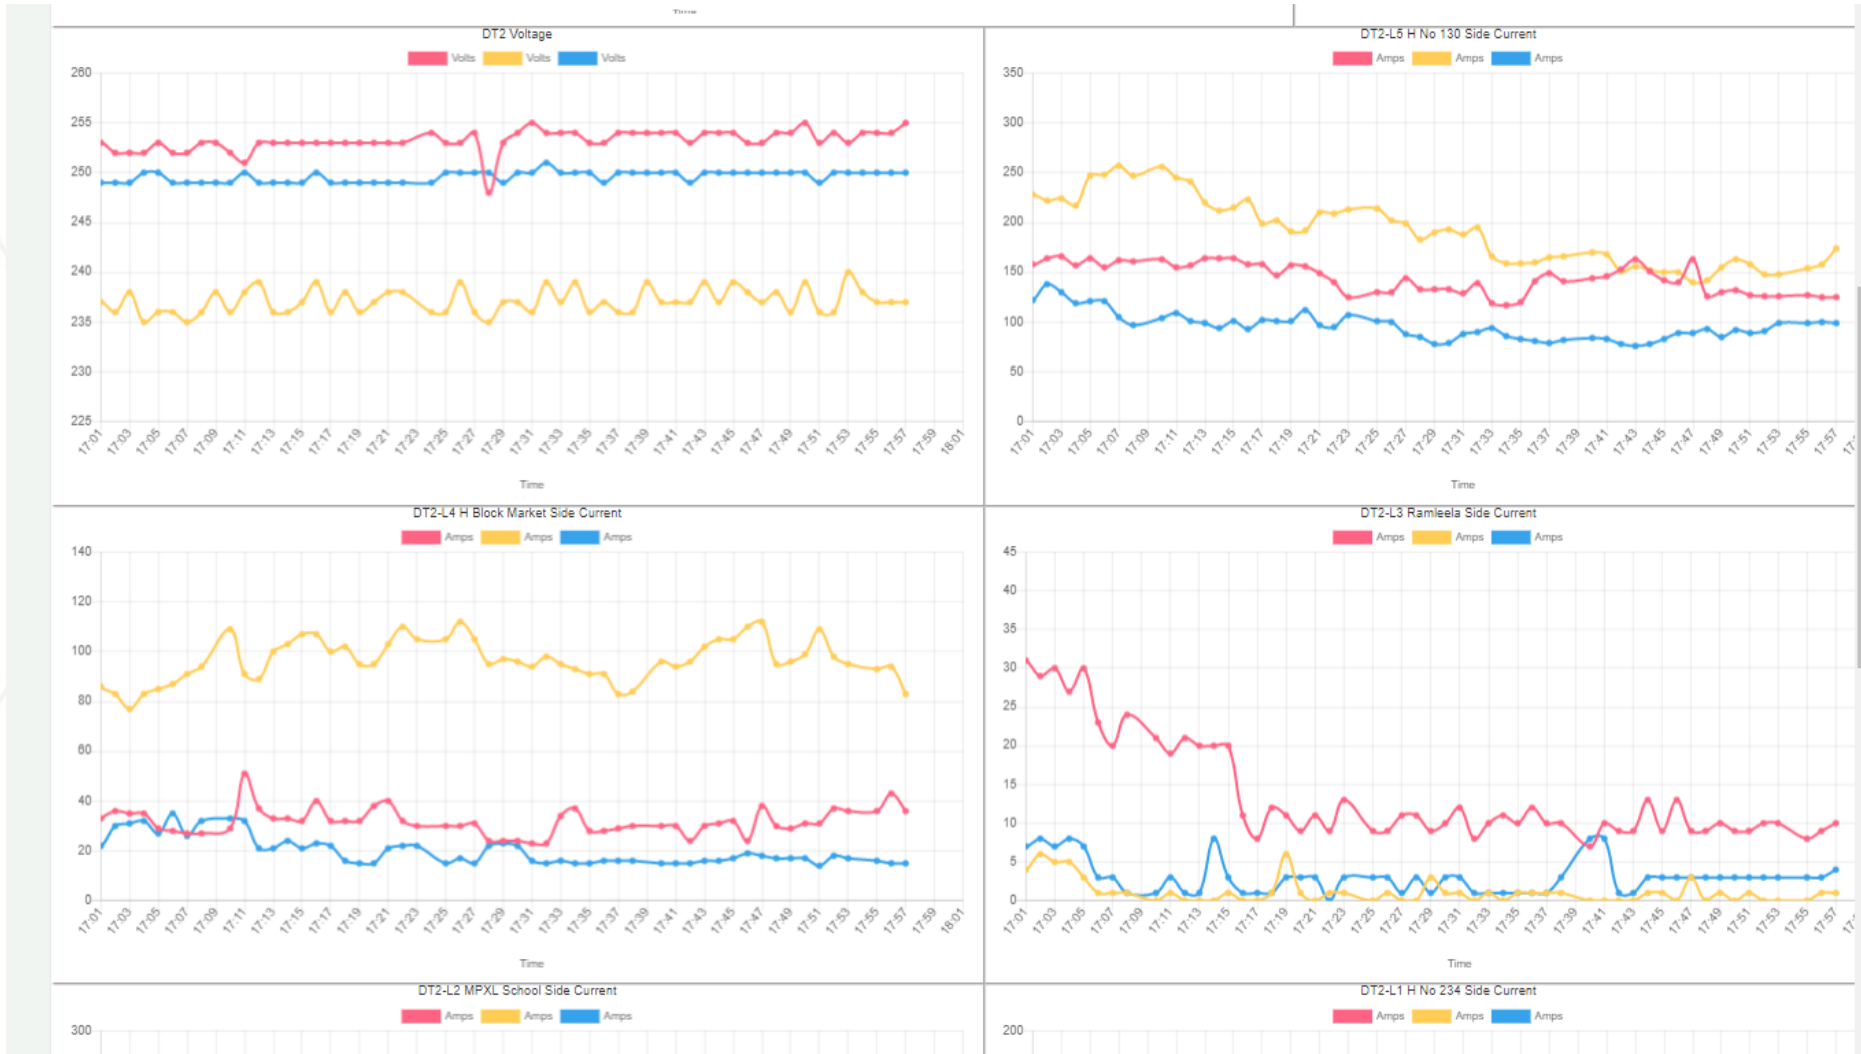 Time
DT2 Voltage
Volts Volts Volts
260
255
250
245
240
235
230
225
17:01 17:03 17:05 17:07 17:09 17:11 17:13 17:15 17:17 17:19 17:21 17:23 17:25 17:27 17:29 17:31 17:33 17:35 17:37 17:39 17:41 17:43 17:45 17:47 17:49 17:51 17:53 17:55 17:57 17:59 18:01
Time
DT2-L5 H No 130 Side Current
Amps Amps Amps
350
300
250
200
150
100
50
0
17:01 17:03 17:05 17:07 17:09 17:11 17:13 17:15 17:17 17:19 17:21 17:23 17:25 17:27 17:29 17:31 17:33 17:35 17:37 17:39 17:41 17:43 17:45 17:47 17:49 17:51 17:53 17:55 17:57
Time
DT2-L4 H Block Market Side Current
Amps Amps Amps
140
120
100
80
60
40
20
0
17:01 17:03 17:05 17:07 17:09 17:11 17:13 17:15 17:17 17:19 17:21 17:23 17:25 17:27 17:29 17:31 17:33 17:35 17:37 17:39 17:41 17:43 17:45 17:47 17:49 17:51 17:53 17:55 17:57 17:59 18:01
Time
DT2-L3 Ramleela Side Current
Amps Amps Amps
45
40
35
30
25
20
15
10
5
0
17:01 17:03 17:05 17:07 17:09 17:11 17:13 17:15 17:17 17:19 17:21 17:23 17:25 17:27 17:29 17:31 17:33 17:35 17:37 17:39 17:41 17:43 17:45 17:47 17:49 17:51 17:53 17:55 17:57
Time
DT2-L2 MPXL School Side Current
Amps Amps Amps
300
DT2-L1 H No 234 Side Current
Amps Amps Amps
200